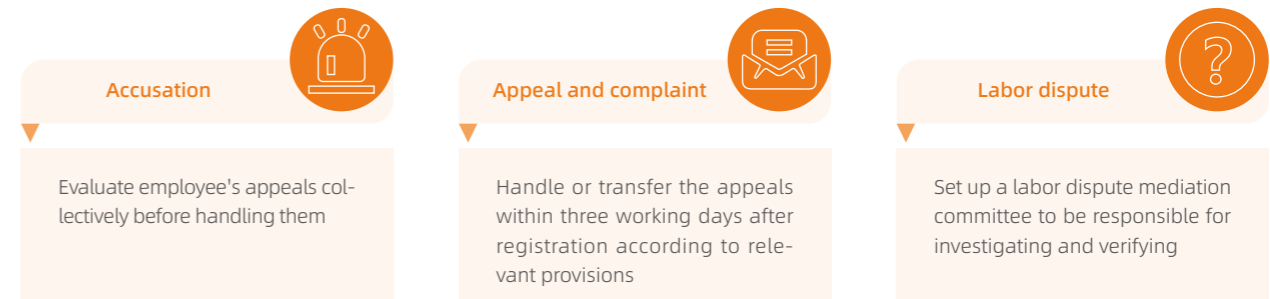 Accusation
Evaluate employee's appeals col-
lectively before handling them
Appeal and complaint
Handle or transfer the appeals
within three working days after
registration according to rele-
vant provisions
Labor dispute
Set up a labor dispute mediation
committee to be responsible for
investigating and verifying